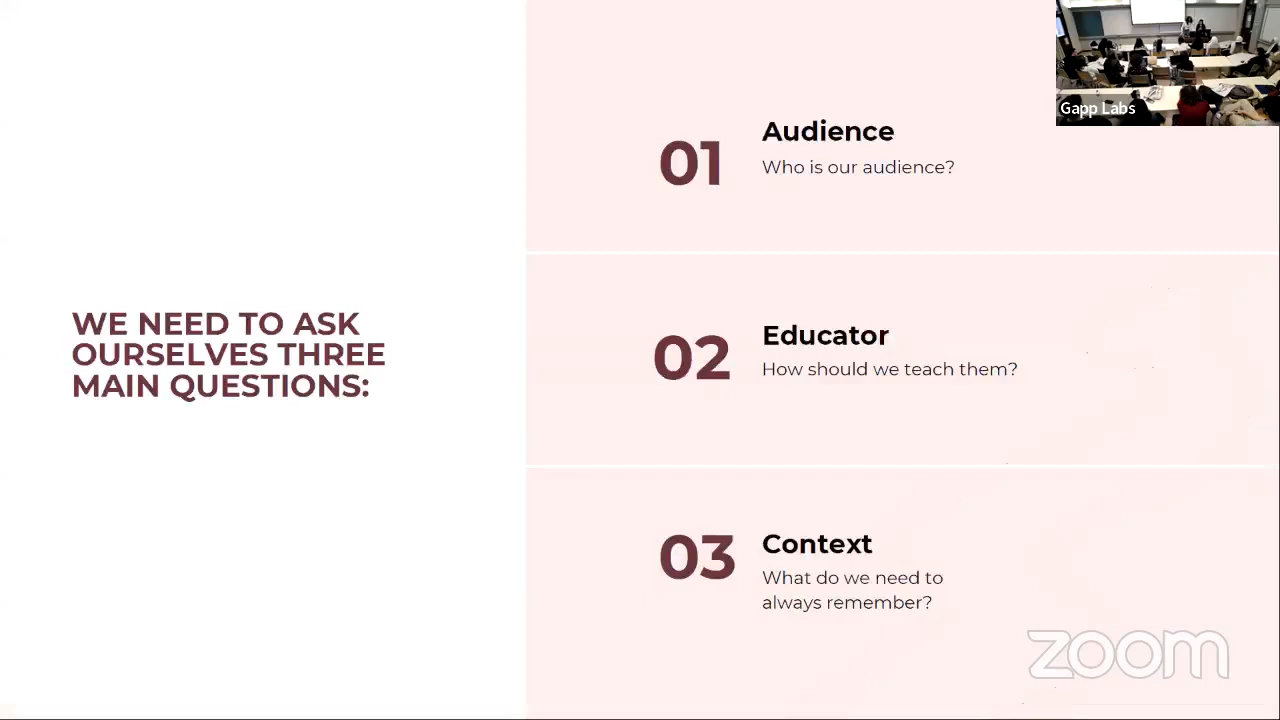 WE NEED TO ASK
OURSELVES THREE
MAIN QUESTIONS:
01
Audience
Who is our audience?
02
Educator
How should we teach them?
03
Context
What do we need to
always remember?
Gapp Labs
zoom